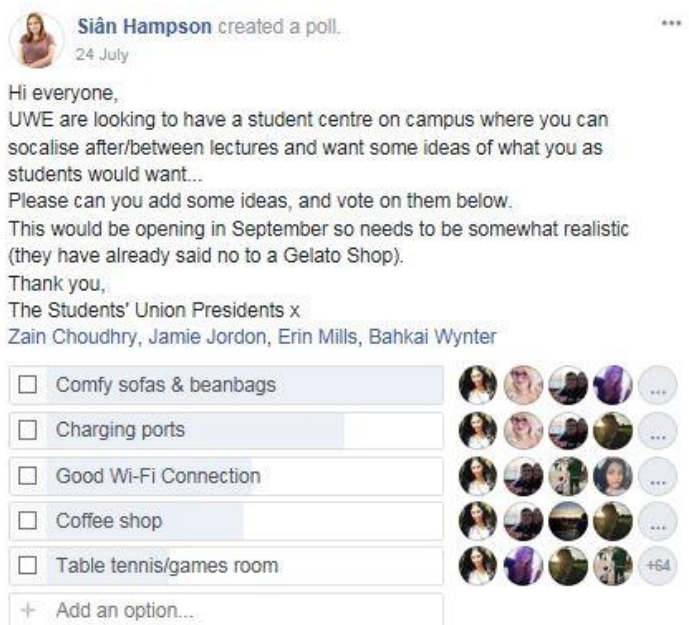 Siân Hampson created a poll.
24 July
Hi everyone,
UWE are looking to have a student centre on campus where you can
socalise after/between lectures and want some ideas of what you as
students would want...
Please can you add some ideas, and vote on them below.
This would be opening in September so needs to be somewhat realistic
(they have already said no to a Gelato Shop).
Thank you,
The Students' Union Presidents x
Zain Choudhry, Jamie Jordon, Erin Mills, Bahkai Wynter
Comfy sofas & beanbags
...
Charging ports
...
Good Wi-Fi Connection
...
Coffee shop
...
Table tennis/games room
+64
+ Add an option...